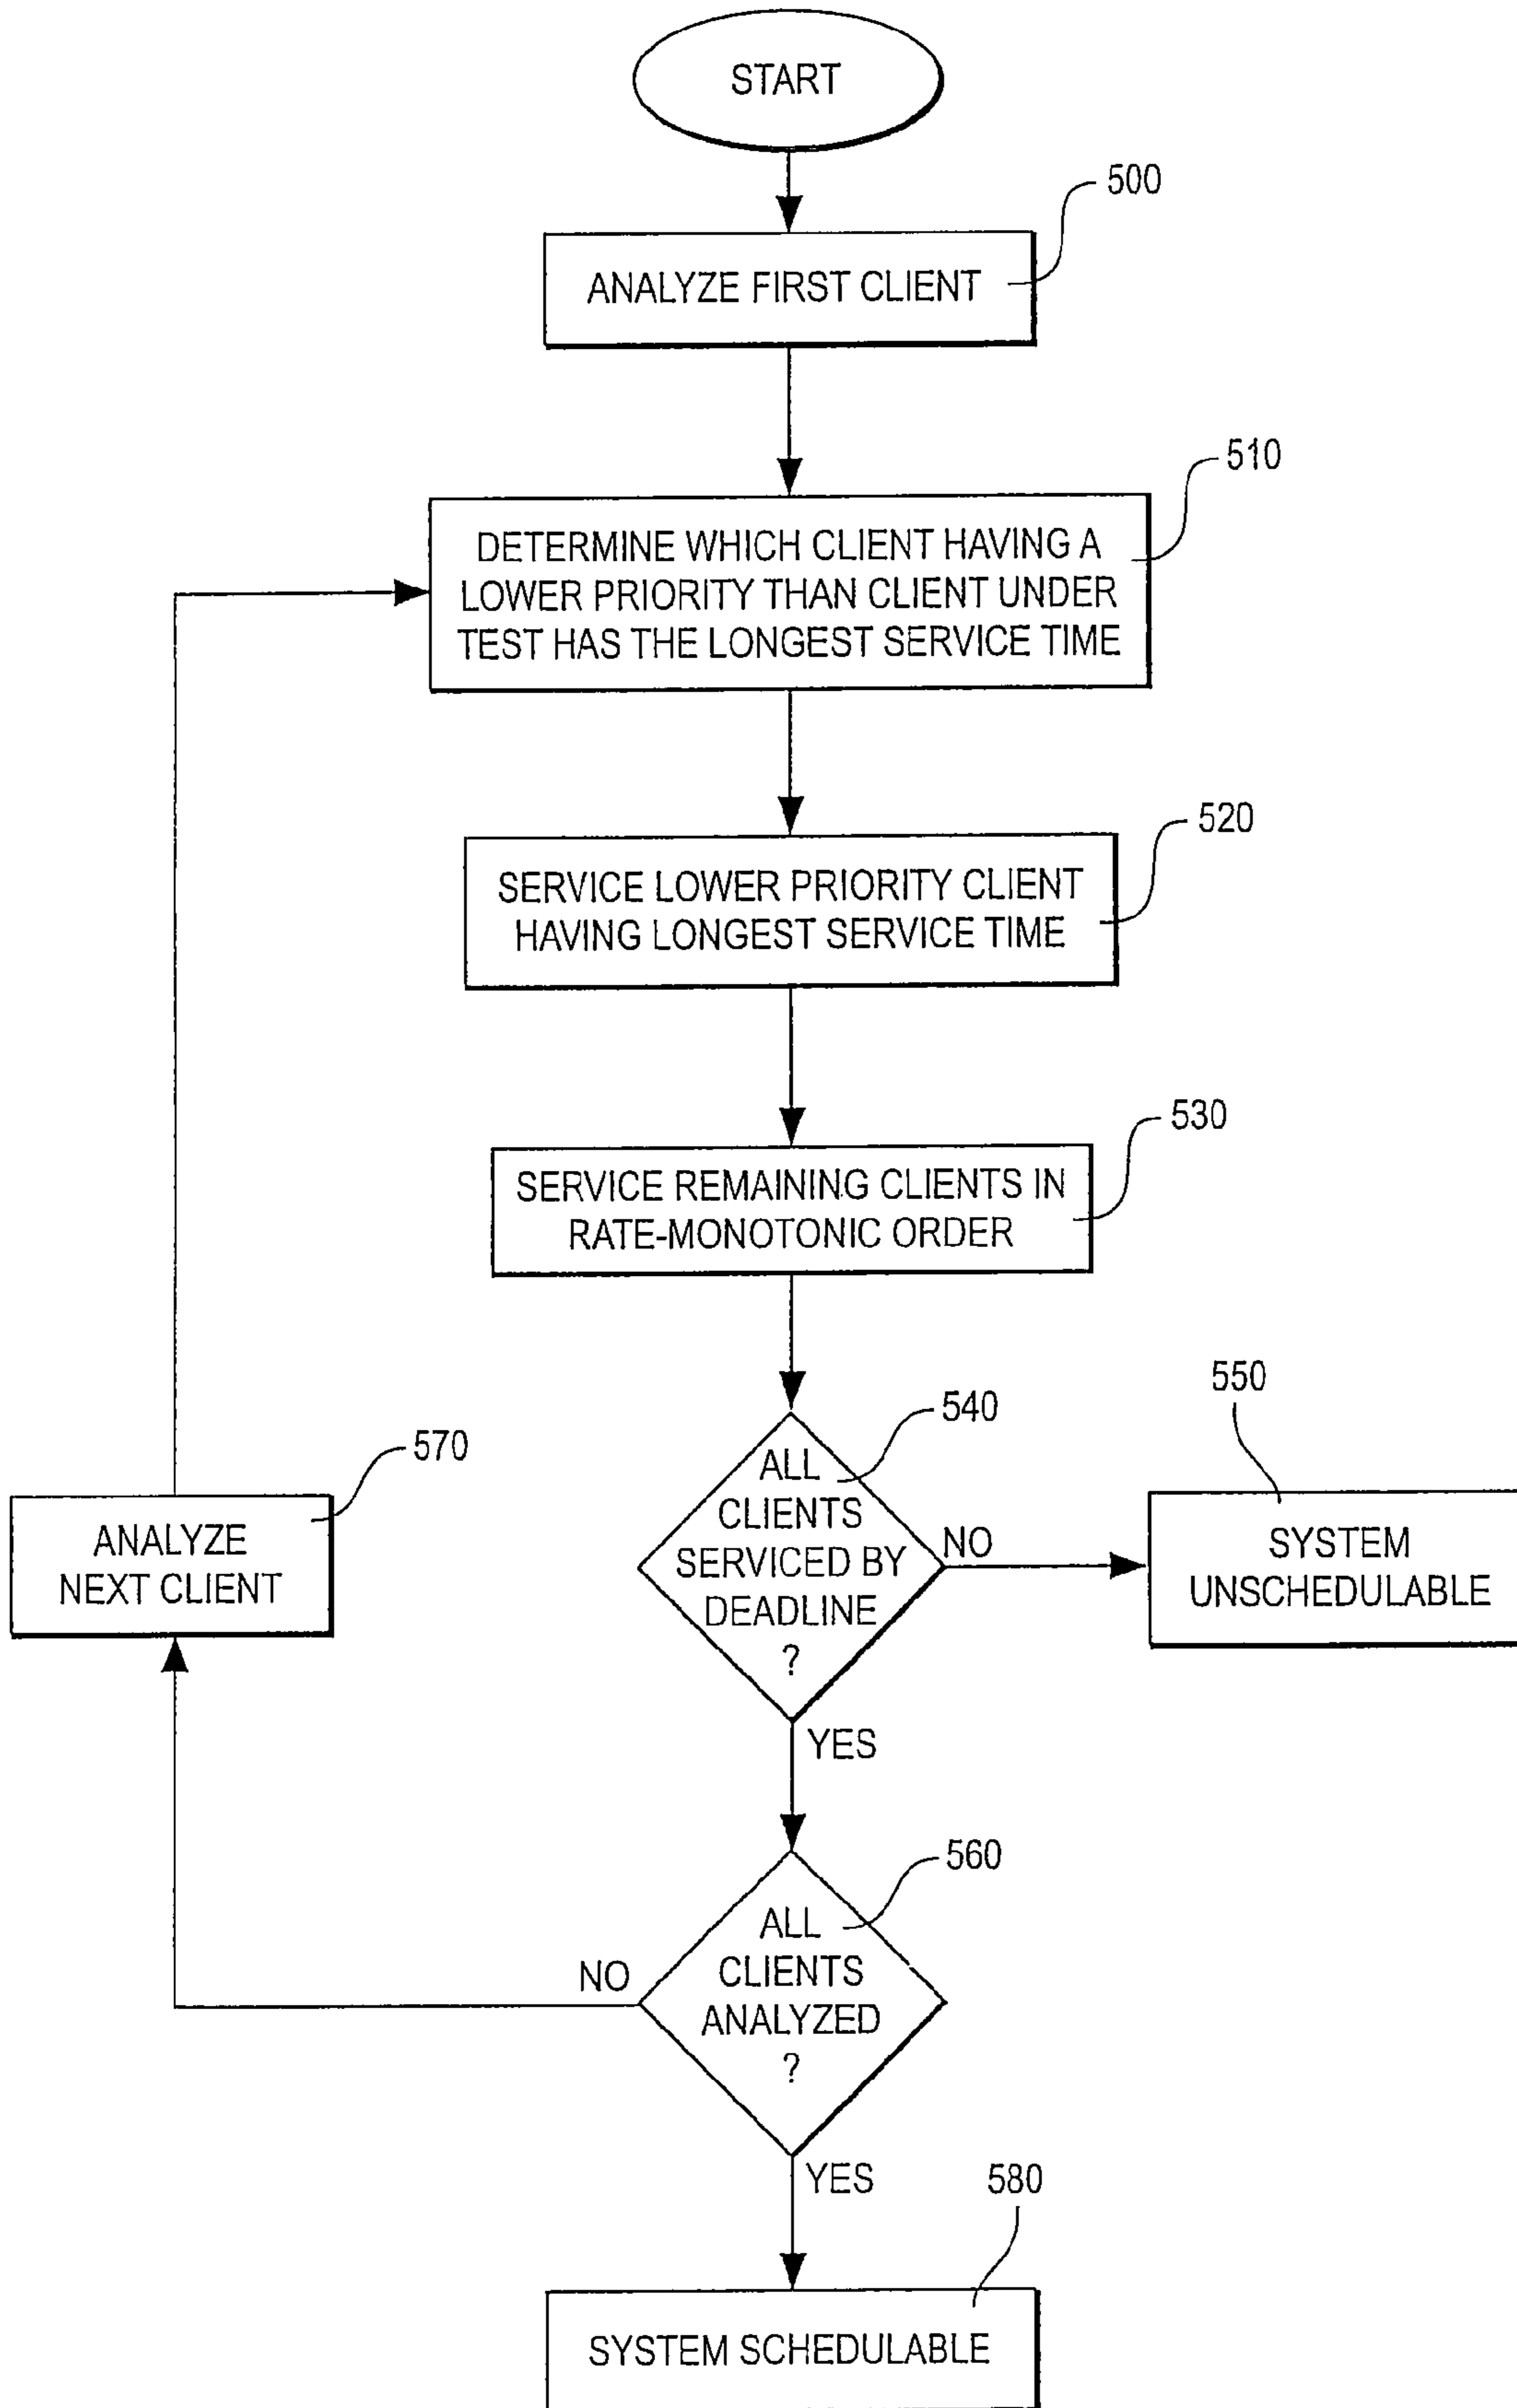 START
500
ANALYZE FIRST CLIENT
510
DETERMINE WHICH CLIENT HAVING A
LOWER PRIORITY THAN CLIENT UNDER
TEST HAS THE LONGEST SERVICE TIME
520
SERVICE LOWER PRIORITY CLIENT
HAVING LONGEST SERVICE TIME
530
SERVICE REMAINING CLIENTS IN
RATE-MONOTONIC ORDER
540
ALL
CLIENTS
SERVICED BY
DEADLINE
?
NO
550
SYSTEM
UNSCHEDULABLE
570
ANALYZE
NEXT CLIENT
YES
560
ALL
CLIENTS
ANALYZED
?
NO
YES
580
SYSTEM SCHEDULABLE